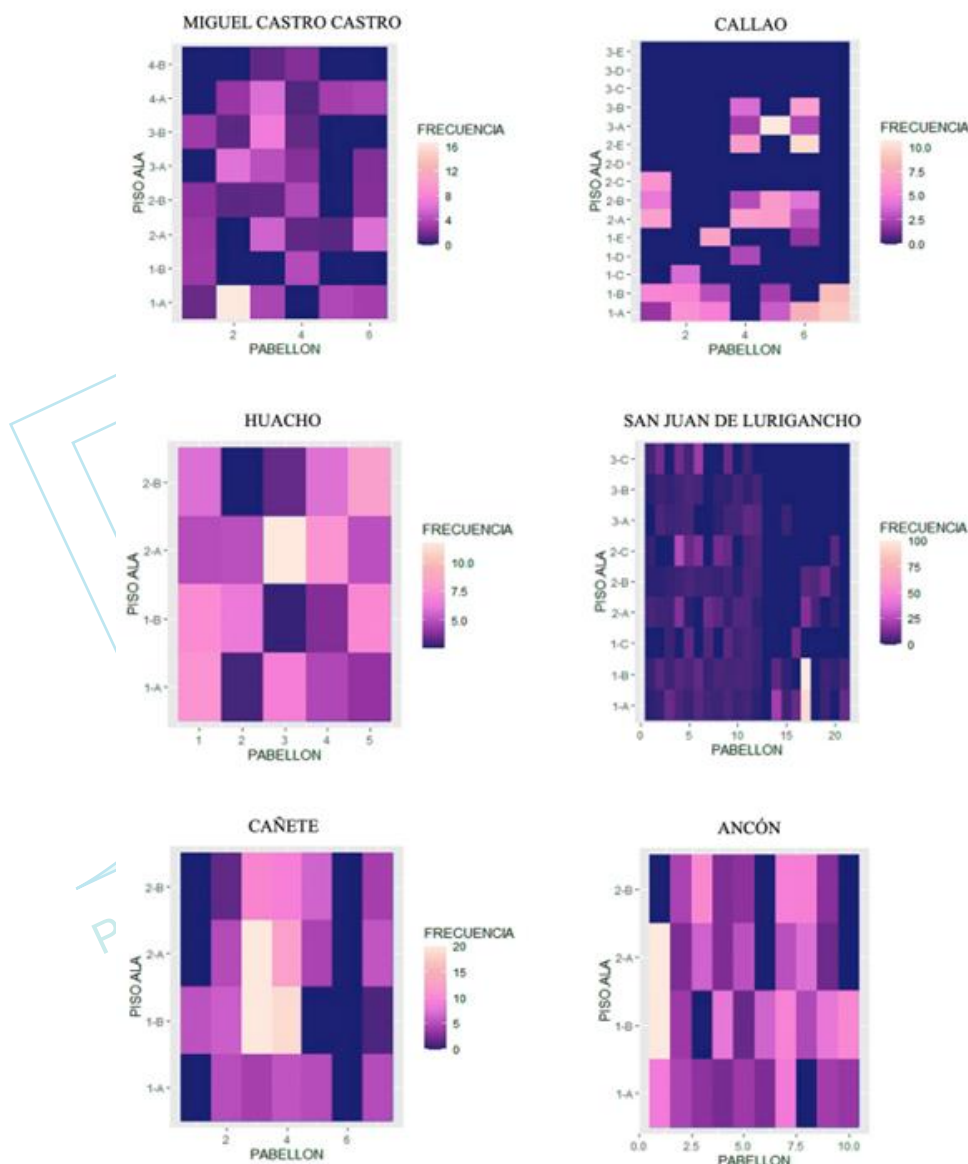 MIGUEL CASTRO CASTRO
4-B
4-A
3-B
3-A
2-B
2-A
1-B
1-A
PISO ALA
2
4
6
PABELLON
FRECUENCIA
16
12
8
4
0
CALLAO
3-E
3-D
3-C
3-B
3-A
2-E
2-D
2-C
2-B
2-A
1-E
1-D
1-C
1-B
1-A
PISO ALA
2
4
6
PABELLON
FRECUENCIA
10.0
7.5
5.0
2.5
0.0
HUACHO
2-B
2-A
1-B
1-A
PISO ALA
1
2
3
4
5
PABELLON
FRECUENCIA
10.0
7.5
5.0
SAN JUAN DE LURIGANCHO
3-C
3-B
3-A
2-C
2-B
2-A
1-C
1-B
1-A
PISO ALA
0
5
10
15
20
PABELLON
FRECUENCIA
100
75
50
25
0
CAÑETE
2-B
2-A
1-B
1-A
PISO ALA
2
4
6
PABELLON
FRECUENCIA
20
15
10
5
0
ANCÓN
2-B
2-A
1-B
1-A
PISO ALA
0.0
2.5
5.0
7.5
10.0
PABELLON
P